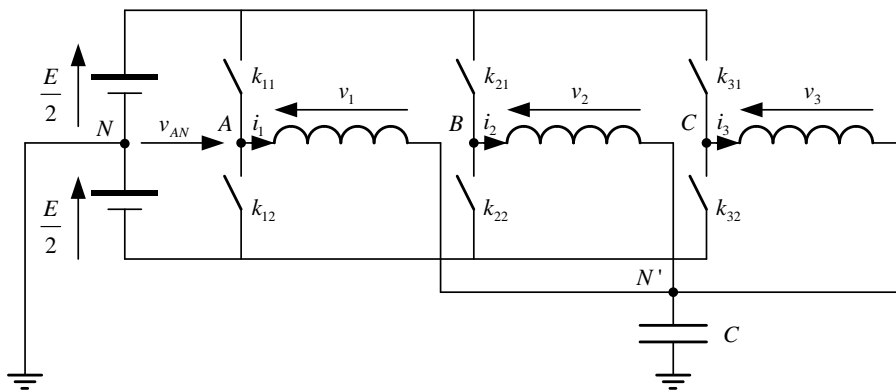 E
2
N
v_AN
A
k_11
i_1
v_1
k_12
B
k_21
i_2
v_2
k_22
C
k_31
i_3
v_3
k_32
E
2
N'
C